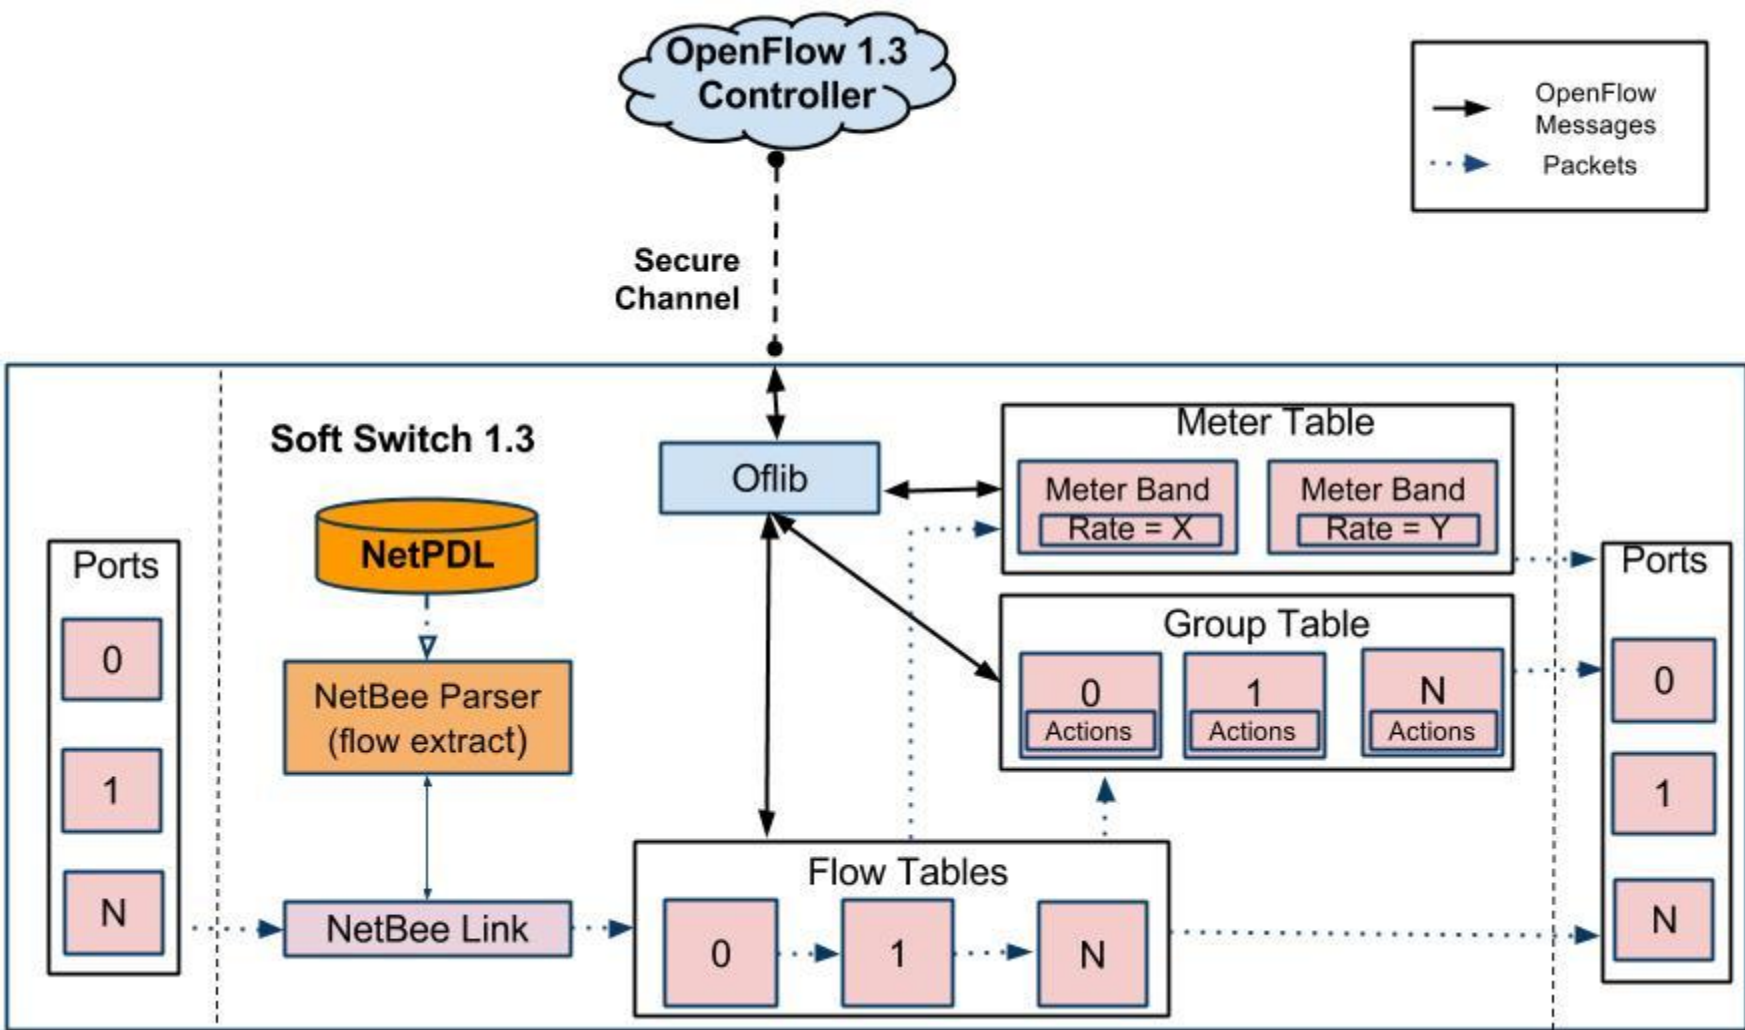 OpenFlow 1.3
Controller
OpenFlow
Messages
Packets
Secure
Channel
Soft Switch 1.3
Oflib
Meter Table
Meter Band
Rate = X
Meter Band
Rate = Y
NetPDL
Ports
0
1
N
NetBee Parser
(flow extract)
NetBee Link
Group Table
0
Actions
1
Actions
N
Actions
Flow Tables
0
1
N
Ports
0
1
N